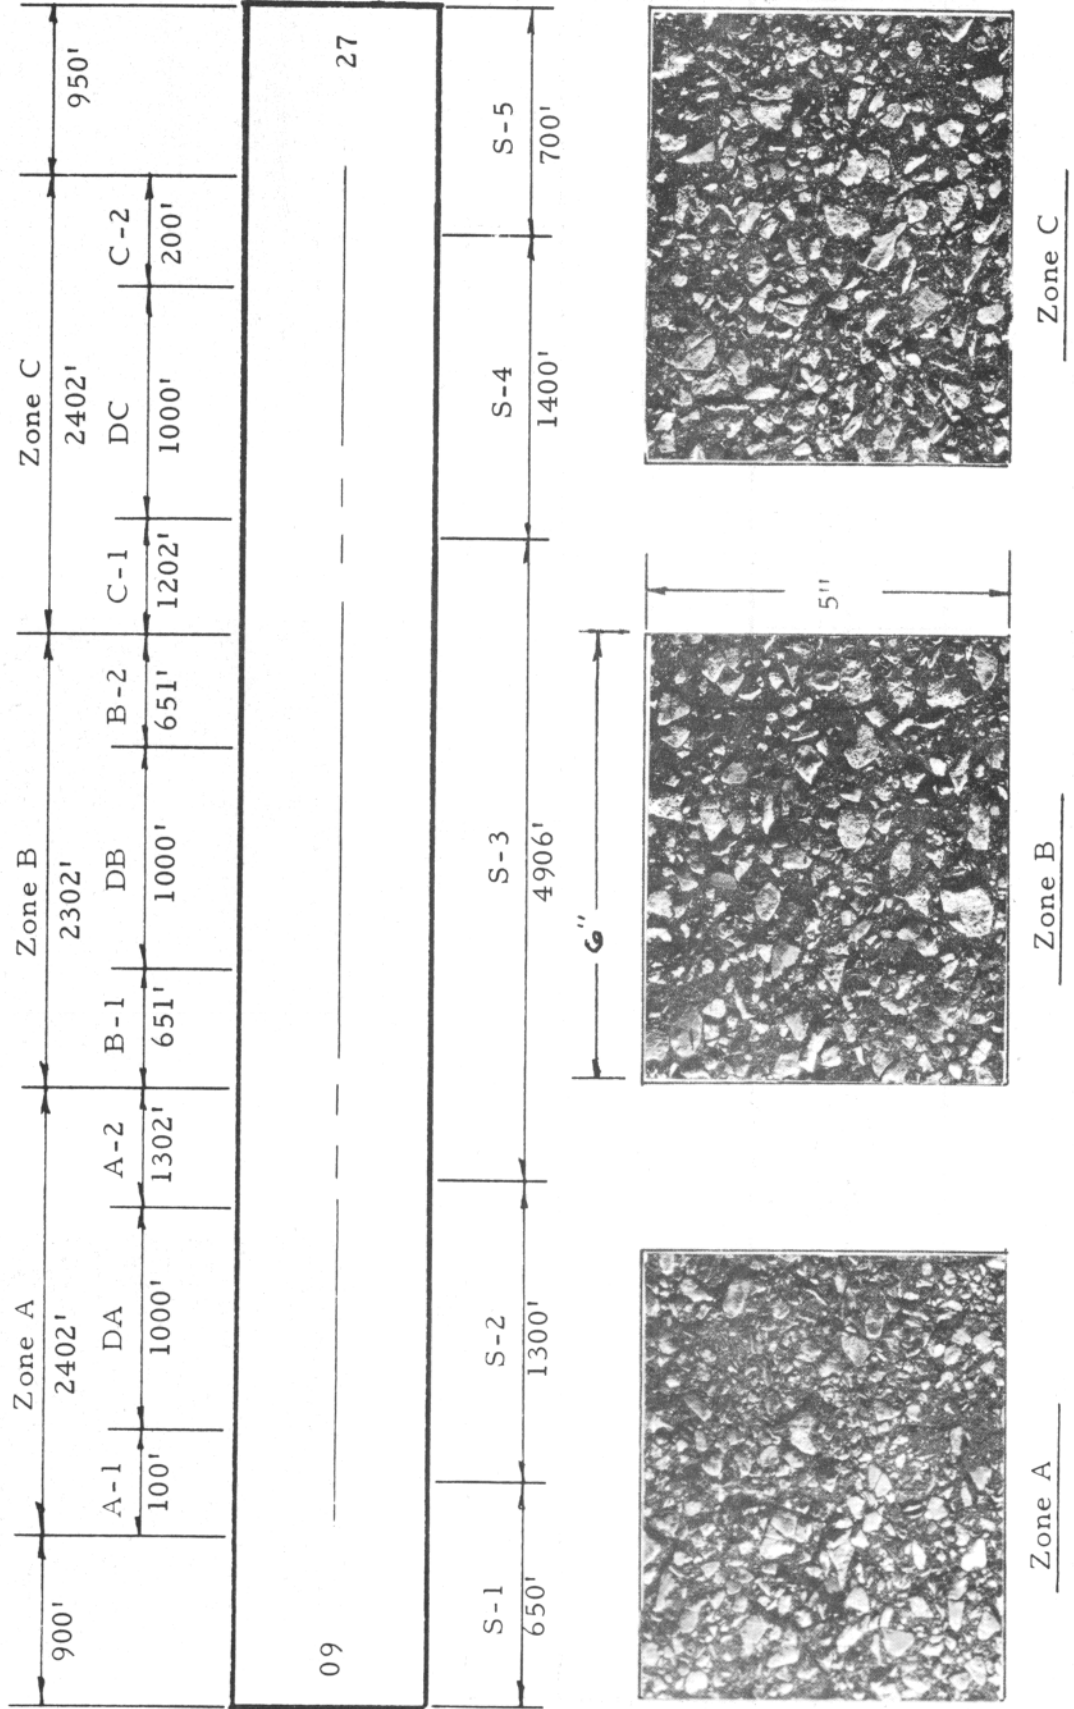 Zone A
Zone B
Zone C
900'
2402'
2302'
2402'
950'
A-1
DA
A-2
B-1
DB
B-2
C-1
DC
C-2
100'
1000'
1302'
651'
1000'
651'
1202'
1000'
200'
09
27
S-1
S-2
S-3
S-4
S-5
650'
1300'
4906'
1400'
700'
6"
5"
Zone A
Zone B
Zone C